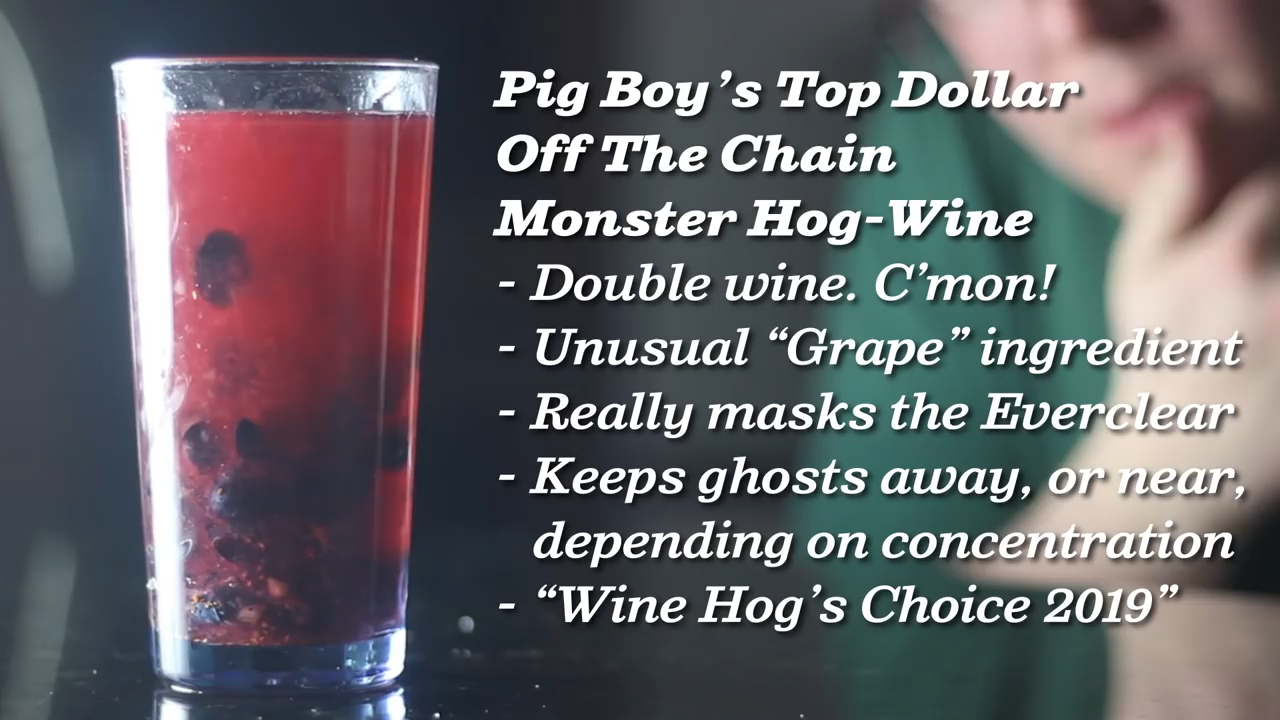 Pig Boy's Top Dollar
Off The Chain
Monster Hog-Wine
- Double wine. C'mon!
- Unusual “Grape” ingredient
- Really masks the Everclear
- Keeps ghosts away, or near,
depending on concentration
- “Wine Hog's Choice 2019”